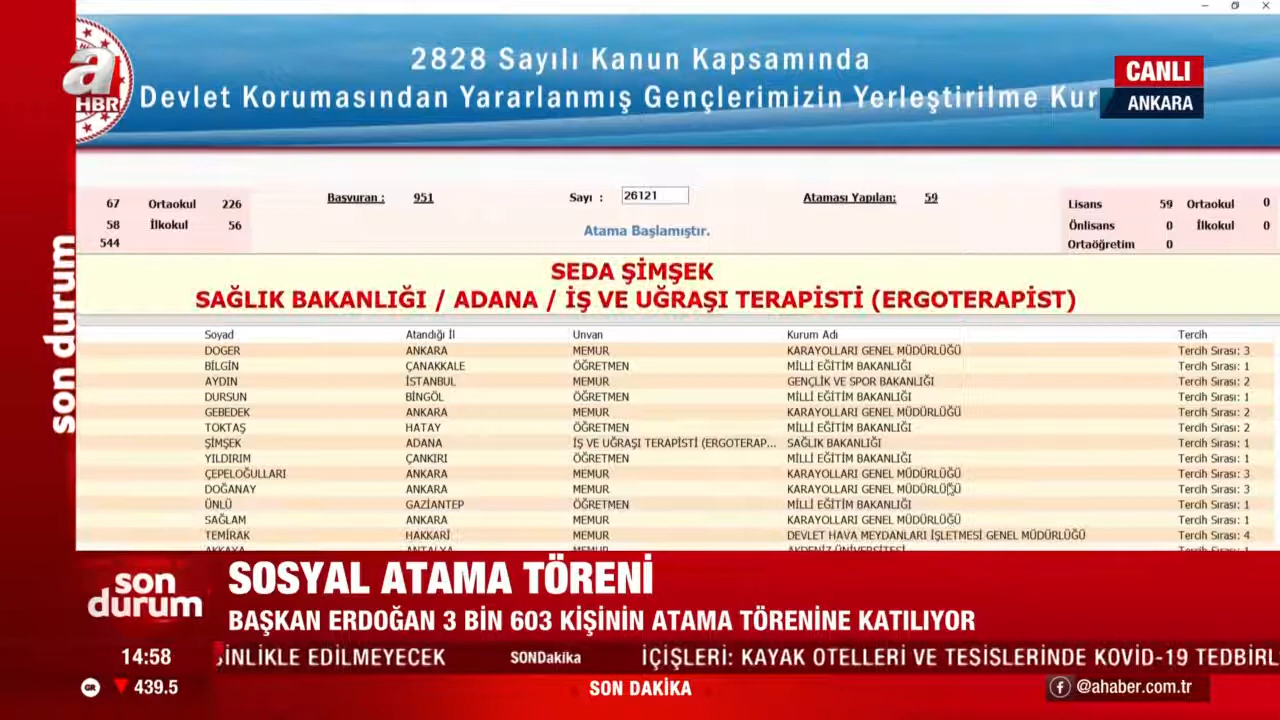 2828 Sayılı Kanun Kapsamında
Devlet Korumasından Yararlanmış Gençlerimizin Yerleştirilme Kur
a
HBR
CANLI
ANKARA
67 Ortaokul 226
58 İlkokul 56
544
Başvuran : 951
Sayı : 26121
Ataması Yapılan: 59
Atama Başlamıştır.
Lisans 59 Ortaokul 0
Önlisans 0 İlkokul 0
Ortaöğretim 0
SEDA ŞİMŞEK
SAĞLIK BAKANLIĞI / ADANA / İŞ VE UĞRAŞI TERAPİSTİ (ERGOTERAPİST)
Soyad Atandığı İl Unvan Kurum Adı Tercih
DOGER ANKARA MEMUR KARAYOLLARI GENEL MÜDÜRLÜĞÜ Tercih Sırası: 3
BİLGİN ÇANAKKALE ÖĞRETMEN MİLLİ EĞİTİM BAKANLIĞI Tercih Sırası: 1
AYDIN İSTANBUL MEMUR GENÇLİK VE SPOR BAKANLIĞI Tercih Sırası: 2
DURSUN BİNGÖL ÖĞRETMEN MİLLİ EĞİTİM BAKANLIĞI Tercih Sırası: 1
GEBEDEK ANKARA MEMUR KARAYOLLARI GENEL MÜDÜRLÜĞÜ Tercih Sırası: 2
TOKTAŞ HATAY ÖĞRETMEN MİLLİ EĞİTİM BAKANLIĞI Tercih Sırası: 2
ŞİMŞEK ADANA İŞ VE UĞRAŞI TERAPİSTİ (ERGOTERAP... SAĞLIK BAKANLIĞI Tercih Sırası: 1
YILDIRIM ÇANKIRI ÖĞRETMEN MİLLİ EĞİTİM BAKANLIĞI Tercih Sırası: 1
ÇEPELOĞULLARI ANKARA MEMUR KARAYOLLARI GENEL MÜDÜRLÜĞÜ Tercih Sırası: 3
DOĞANAY ANKARA MEMUR KARAYOLLARI GENEL MÜDÜRLÜĞÜ Tercih Sırası: 3
ÜNLÜ GAZİANTEP ÖĞRETMEN MİLLİ EĞİTİM BAKANLIĞI Tercih Sırası: 1
SAĞLAM ANKARA MEMUR KARAYOLLARI GENEL MÜDÜRLÜĞÜ Tercih Sırası: 1
TEMİRAK HAKKARİ MEMUR DEVLET HAVA MEYDANLARI İŞLETMESİ GENEL MÜDÜRLÜĞÜ Tercih Sırası: 4
AKKAYA ANTALYA MEMUR AKDENİZ ÜNİVERSİTESİ Tercih Sırası: 1
son durum
son durum
SOSYAL ATAMA TÖRENİ
BAŞKAN ERDOĞAN 3 BİN 603 KİŞİNİN ATAMA TÖRENİNE KATILIYOR
14:58 İNLİKLE EDİLMEYECEK SONDakika İÇİŞLERİ: KAYAK OTELLERİ VE TESİSLERİNDE KOVİD-19 TEDBİRL
GR 439.5 SON DAKİKA @ahaber.com.tr